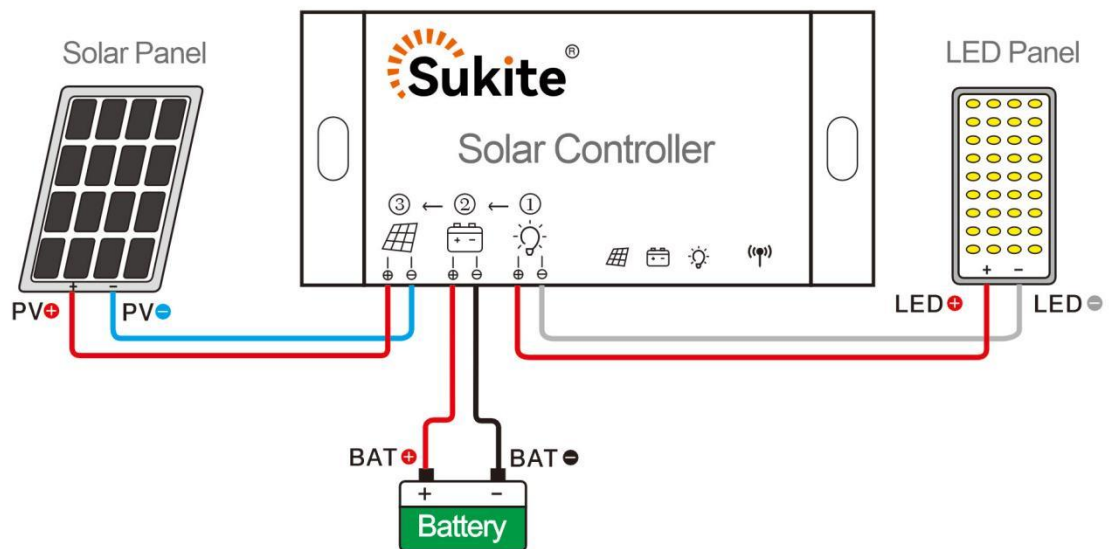 Solar Panel
Sukite®
LED Panel
Solar Controller
③ ← ② ← ①
+ -
⊕ ⊖ ⊕ ⊖ ⊕ ⊖
+ −
PV⊕ PV⊖
+ −
LED⊕ LED⊖
BAT⊕ BAT⊖
+ −
Battery